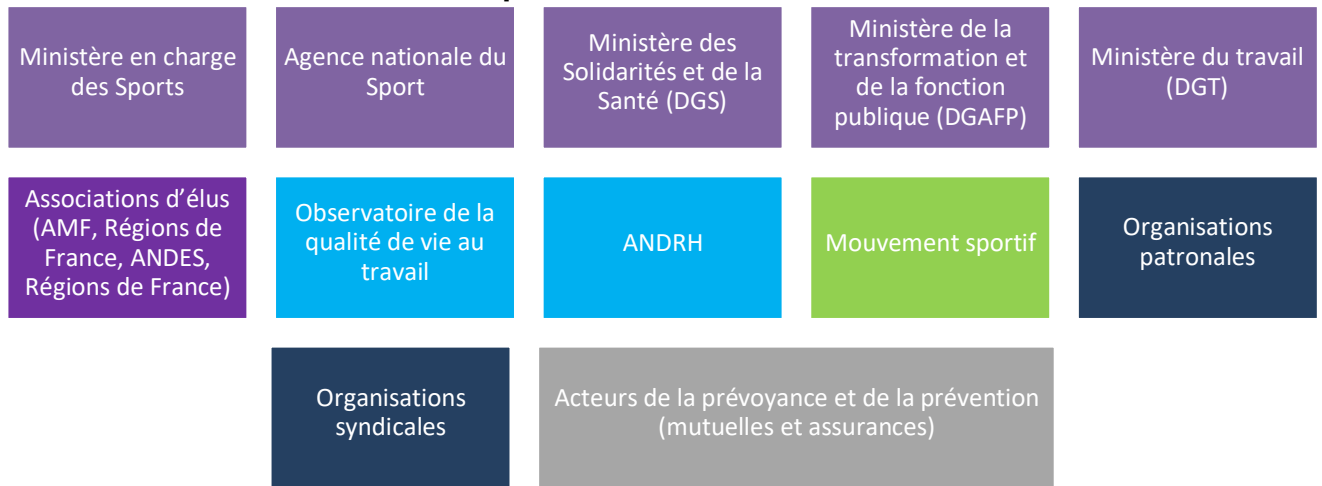 Ministère en charge
des Sports
Agence nationale du
Sport
Ministère des
Solidarités et de la
Santé (DGS)
Ministère de la
transformation et
de la fonction
publique (DGAFP)
Ministère du travail
(DGT)
Associations d’élus
(AMF, Régions de
France, ANDES,
Régions de France)
Observatoire de la
qualité de vie au
travail
ANDRH
Mouvement sportif
Organisations
patronales
Organisations
syndicales
Acteurs de la prévoyance et de la prévention
(mutuelles et assurances)